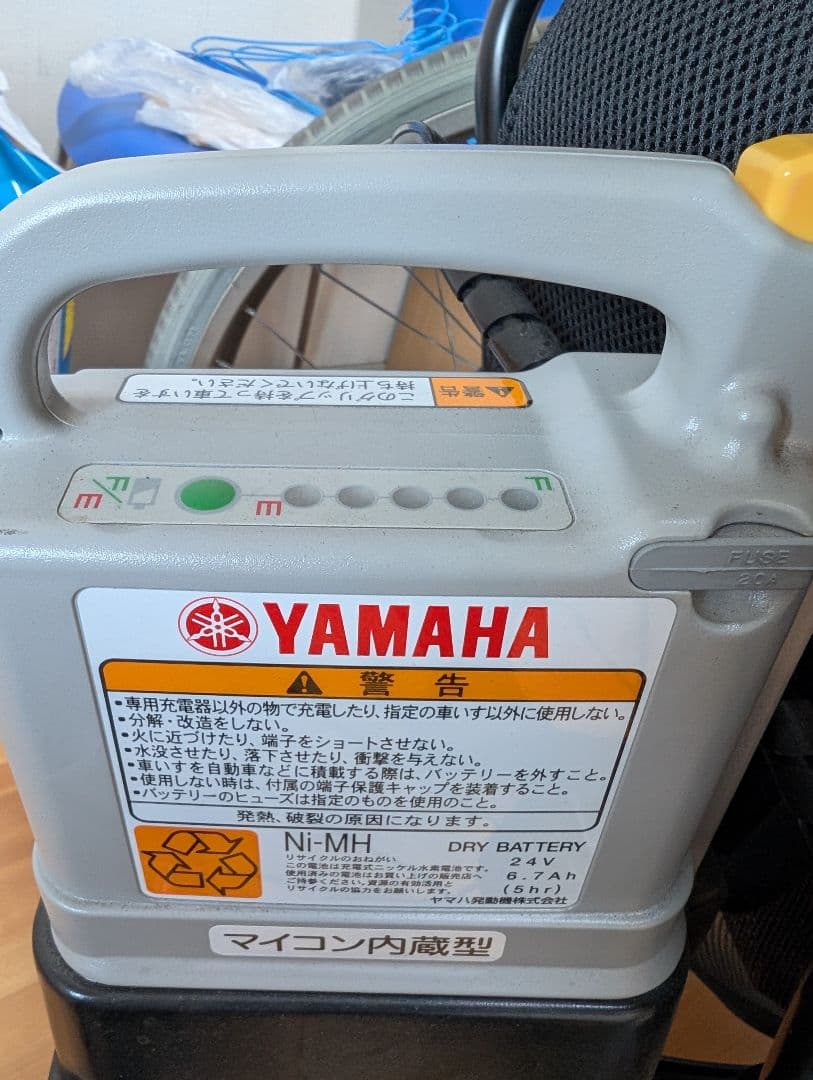 警告
このグリップを持って車いすを
持ち上げないでください。
F/E
E
F
FUSE
20A
YAMAHA
警告
・専用充電器以外の物で充電したり、指定の車いす以外に使用しない。
・分解・改造をしない。
・火に近づけたり、端子をショートさせない。
・水没させたり、落下させたり、衝撃を与えない。
・車いすを自動車などに積載する際は、バッテリーを外すこと。
・使用しない時は、付属の端子保護キャップを装着すること。
・バッテリーのヒューズは指定のものを使用のこと。
発熱、破裂の原因になります。
Ni-MH
リサイクルのおねがい
この電池は充電式ニッケル水素電池です。
使用済みの電池はお買い上げの販売店へ
ご持参ください。資源の有効活用と
リサイクルの協力をお願いします。
DRY BATTERY
24V
6.7Ah
(5hr)
ヤマハ発動機株式会社
マイコン内蔵型